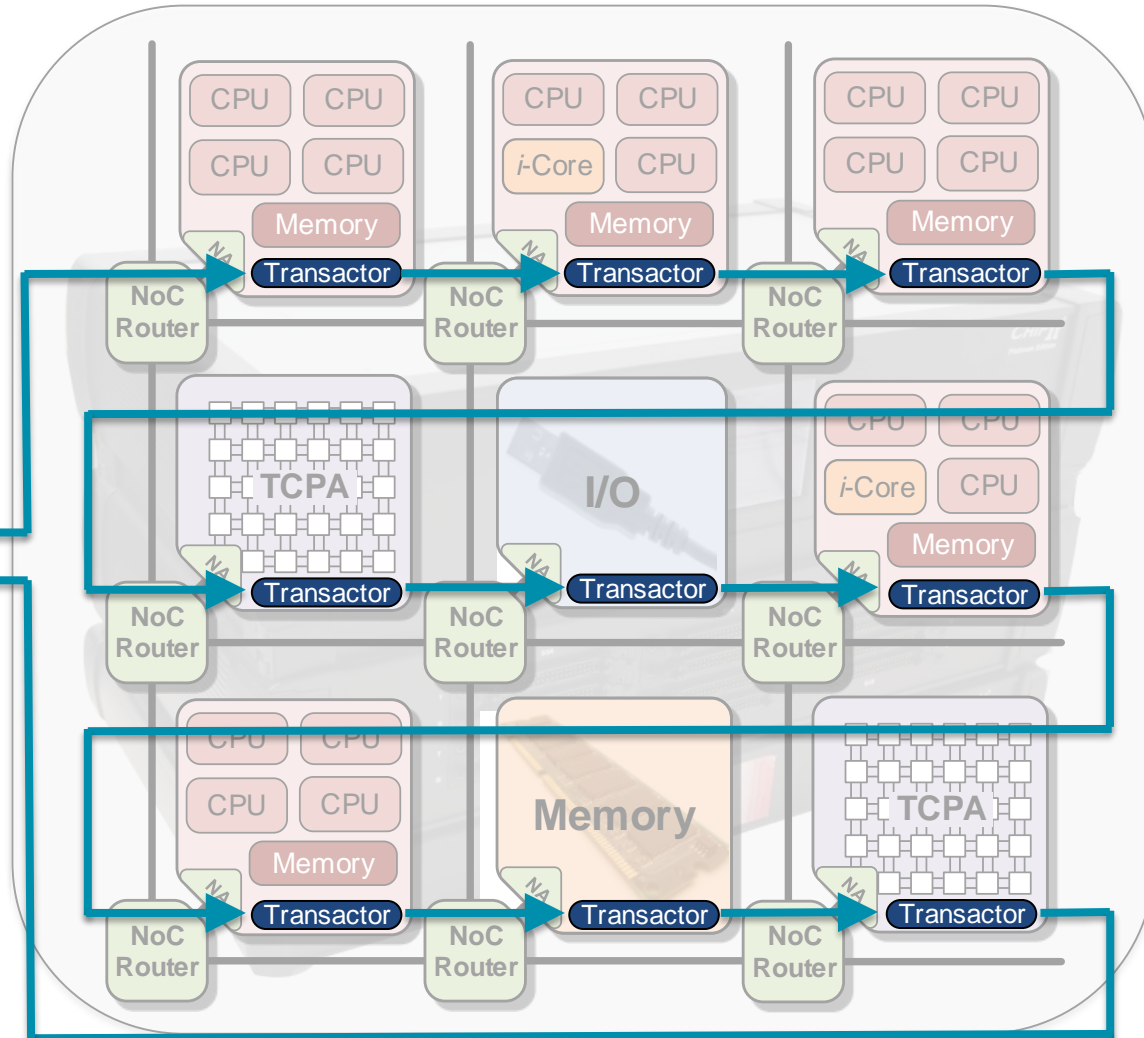 CPU CPU
CPU CPU
Memory
NA
Transactor
NoC
Router
CPU CPU
i-Core CPU
Memory
NA
Transactor
NoC
Router
CPU CPU
CPU CPU
Memory
NA
Transactor
NoC
Router
TCPA
NA
Transactor
NoC
Router
I/O
NA
Transactor
NoC
Router
CPU CPU
i-Core CPU
Memory
NA
Transactor
NoC
Router
CPU CPU
CPU CPU
Memory
NA
Transactor
NoC
Router
Memory
NA
Transactor
NoC
Router
TCPA
NA
Transactor
NoC
Router